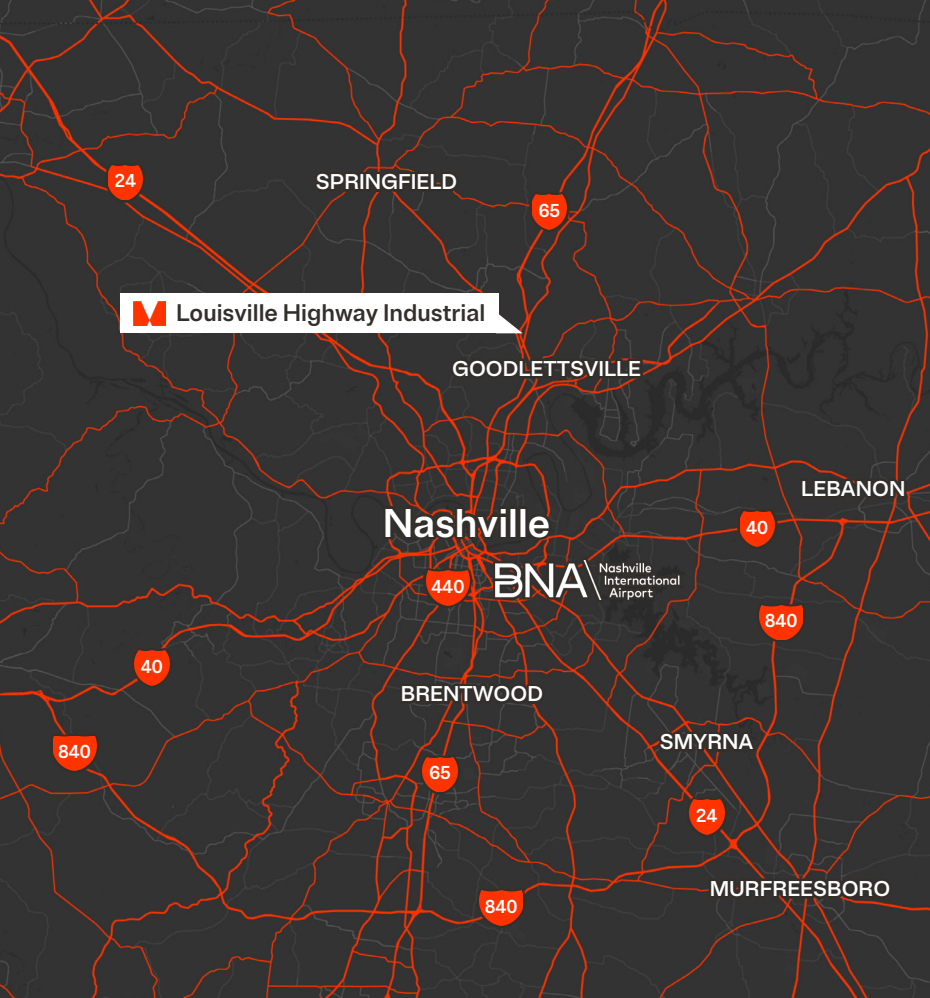 24
SPRINGFIELD
65
Louisville Highway Industrial
GOODLETTSVILLE
LEBANON
Nashville
40
BNA
Nashville
International
Airport
440
840
40
BRENTWOOD
SMYRNA
840
65
24
MURFREESBORO
840